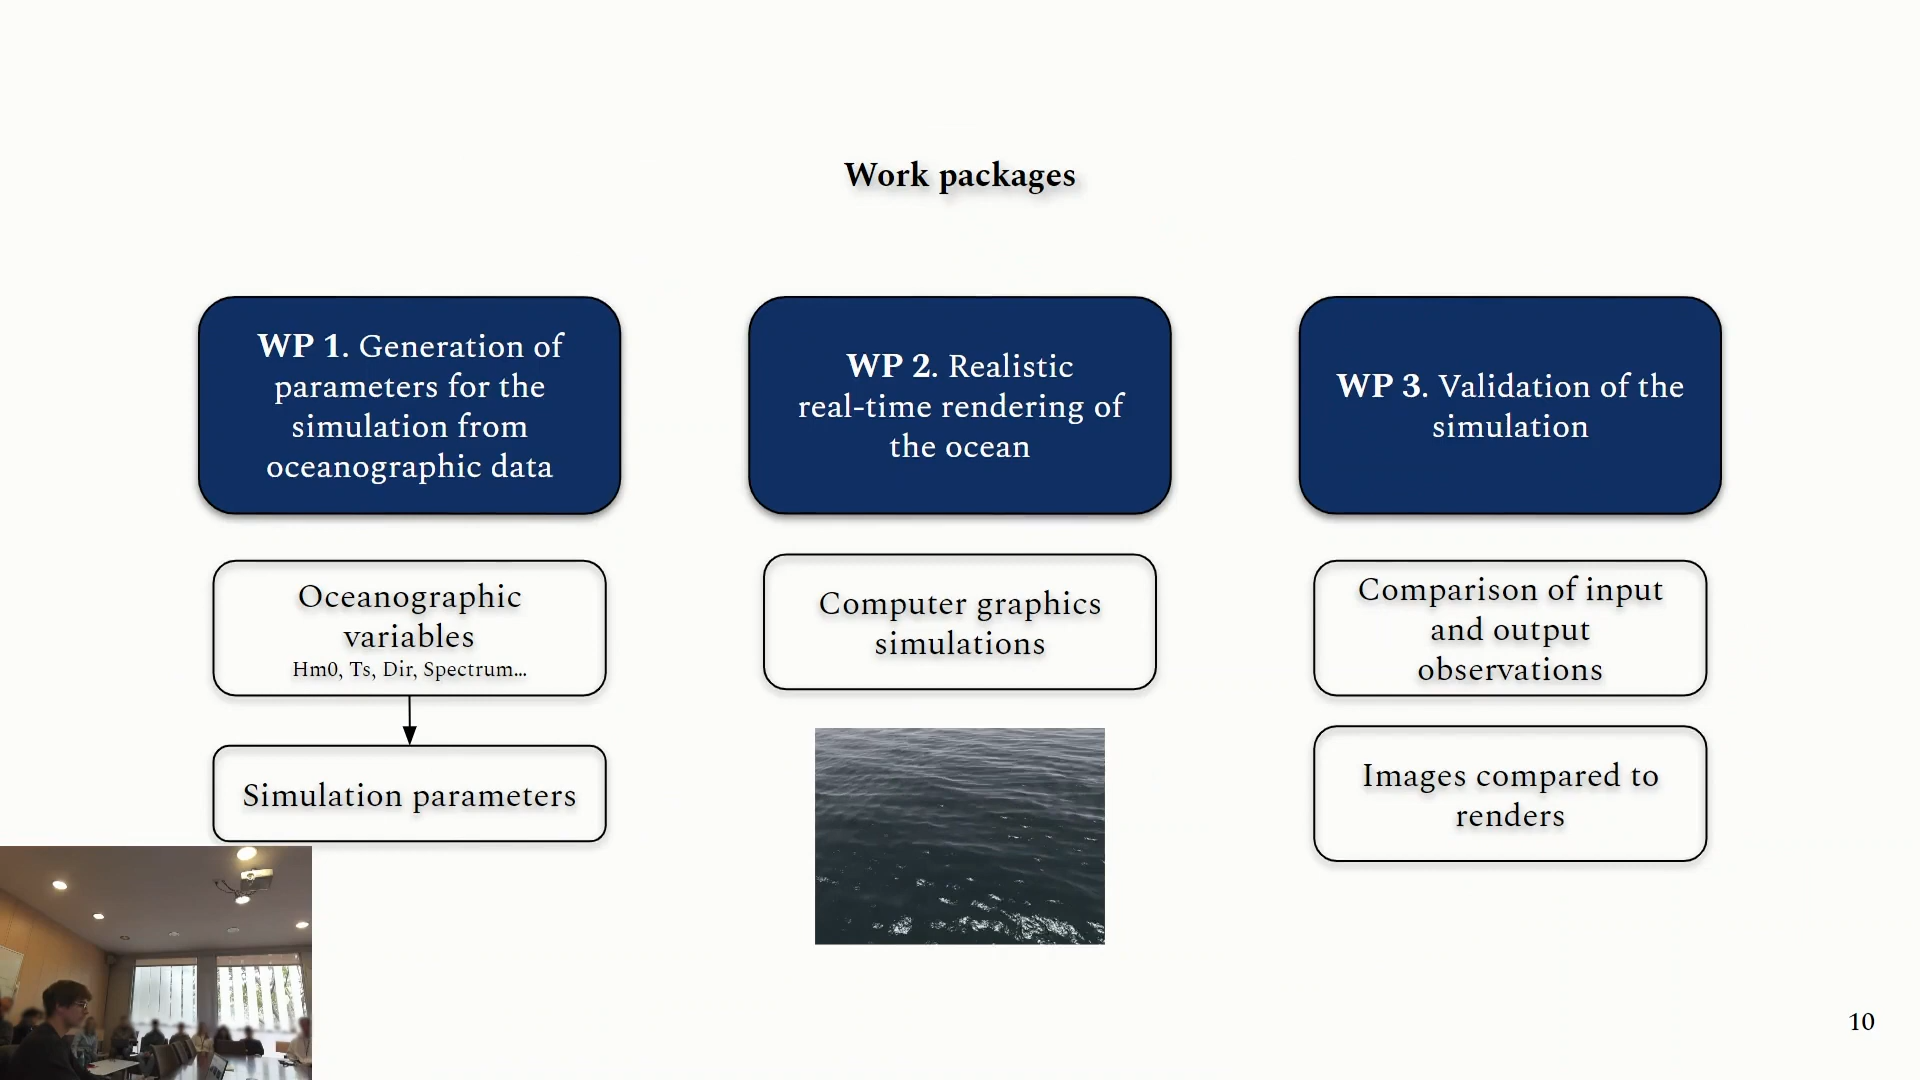 Work packages
WP 1. Generation of
parameters for the
simulation from
oceanographic data
Oceanographic
variables
Hm0, Ts, Dir, Spectrum...
Simulation parameters
WP 2. Realistic
real-time rendering of
the ocean
Computer graphics
simulations
WP 3. Validation of the
simulation
Comparison of input
and output
observations
Images compared to
renders
10